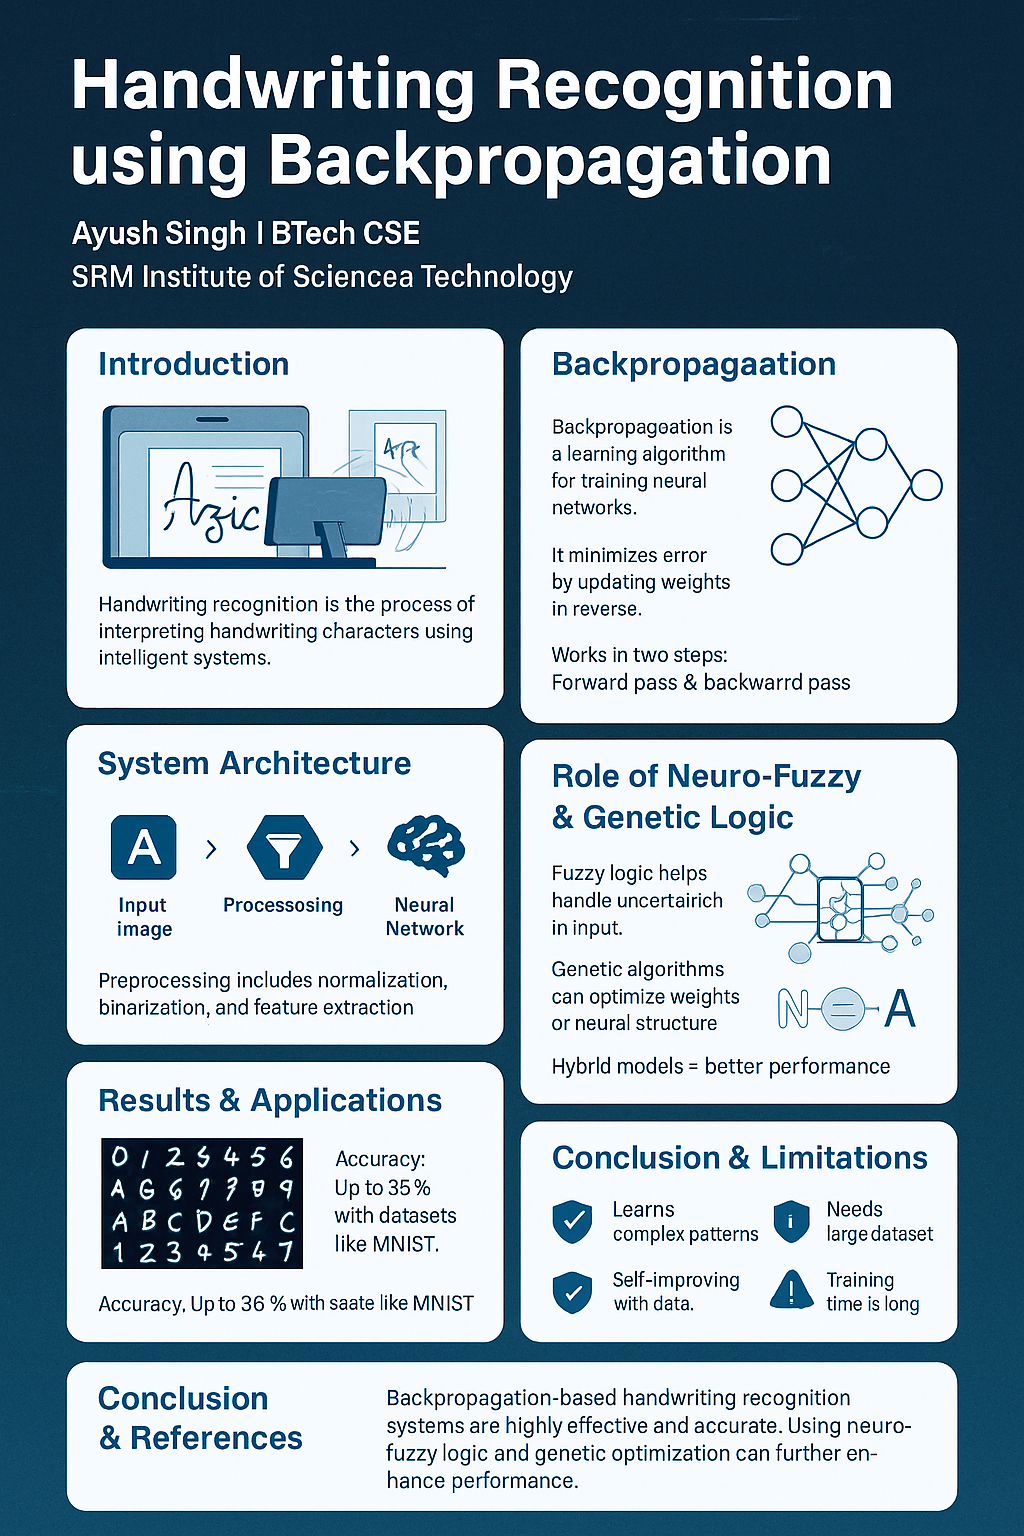 Handwriting Recognition
using Backpropagation
Ayush Singh | BTech CSE
SRM Institute of Sciencea Technology
Introduction
Azic
Handwriting recognition is the process of
interpreting handwriting characters using
intelligent systems.
Backpropagaation
Backpropagation is
a learning algorithm
for training neural
networks.
It minimizes error
by updating weights
in reverse.
Works in two steps:
Forward pass & backwarrd pass
System Architecture
A
Input
image
Processosing
Neural
Network
Preprocessing includes normalization,
binarization, and feature extraction
Role of Neuro-Fuzzy
& Genetic Logic
Fuzzy logic helps
handle uncertairich
in input.
Genetic algorithms
can optimize weights
or neural structure
N = A
Hybrld models = better performance
Results & Applications
0 1 2 5 4 5 6
A G 6 7 7 9
A B C D E F C
1 2 3 4 5 4 7
Accuracy:
Up to 35%
with datasets
like MNIST.
Accuracy, Up to 36 % with saate like MNIST
Conclusion & Limitations
Learns
complex patterns
Needs
large dataset
Self-improving
with data.
Training
time is long
Conclusion
& References
Backpropagation-based handwriting recognition
systems are highly effective and accurate. Using neuro-
fuzzy logic and genetic optimization can further en-
hance performance.